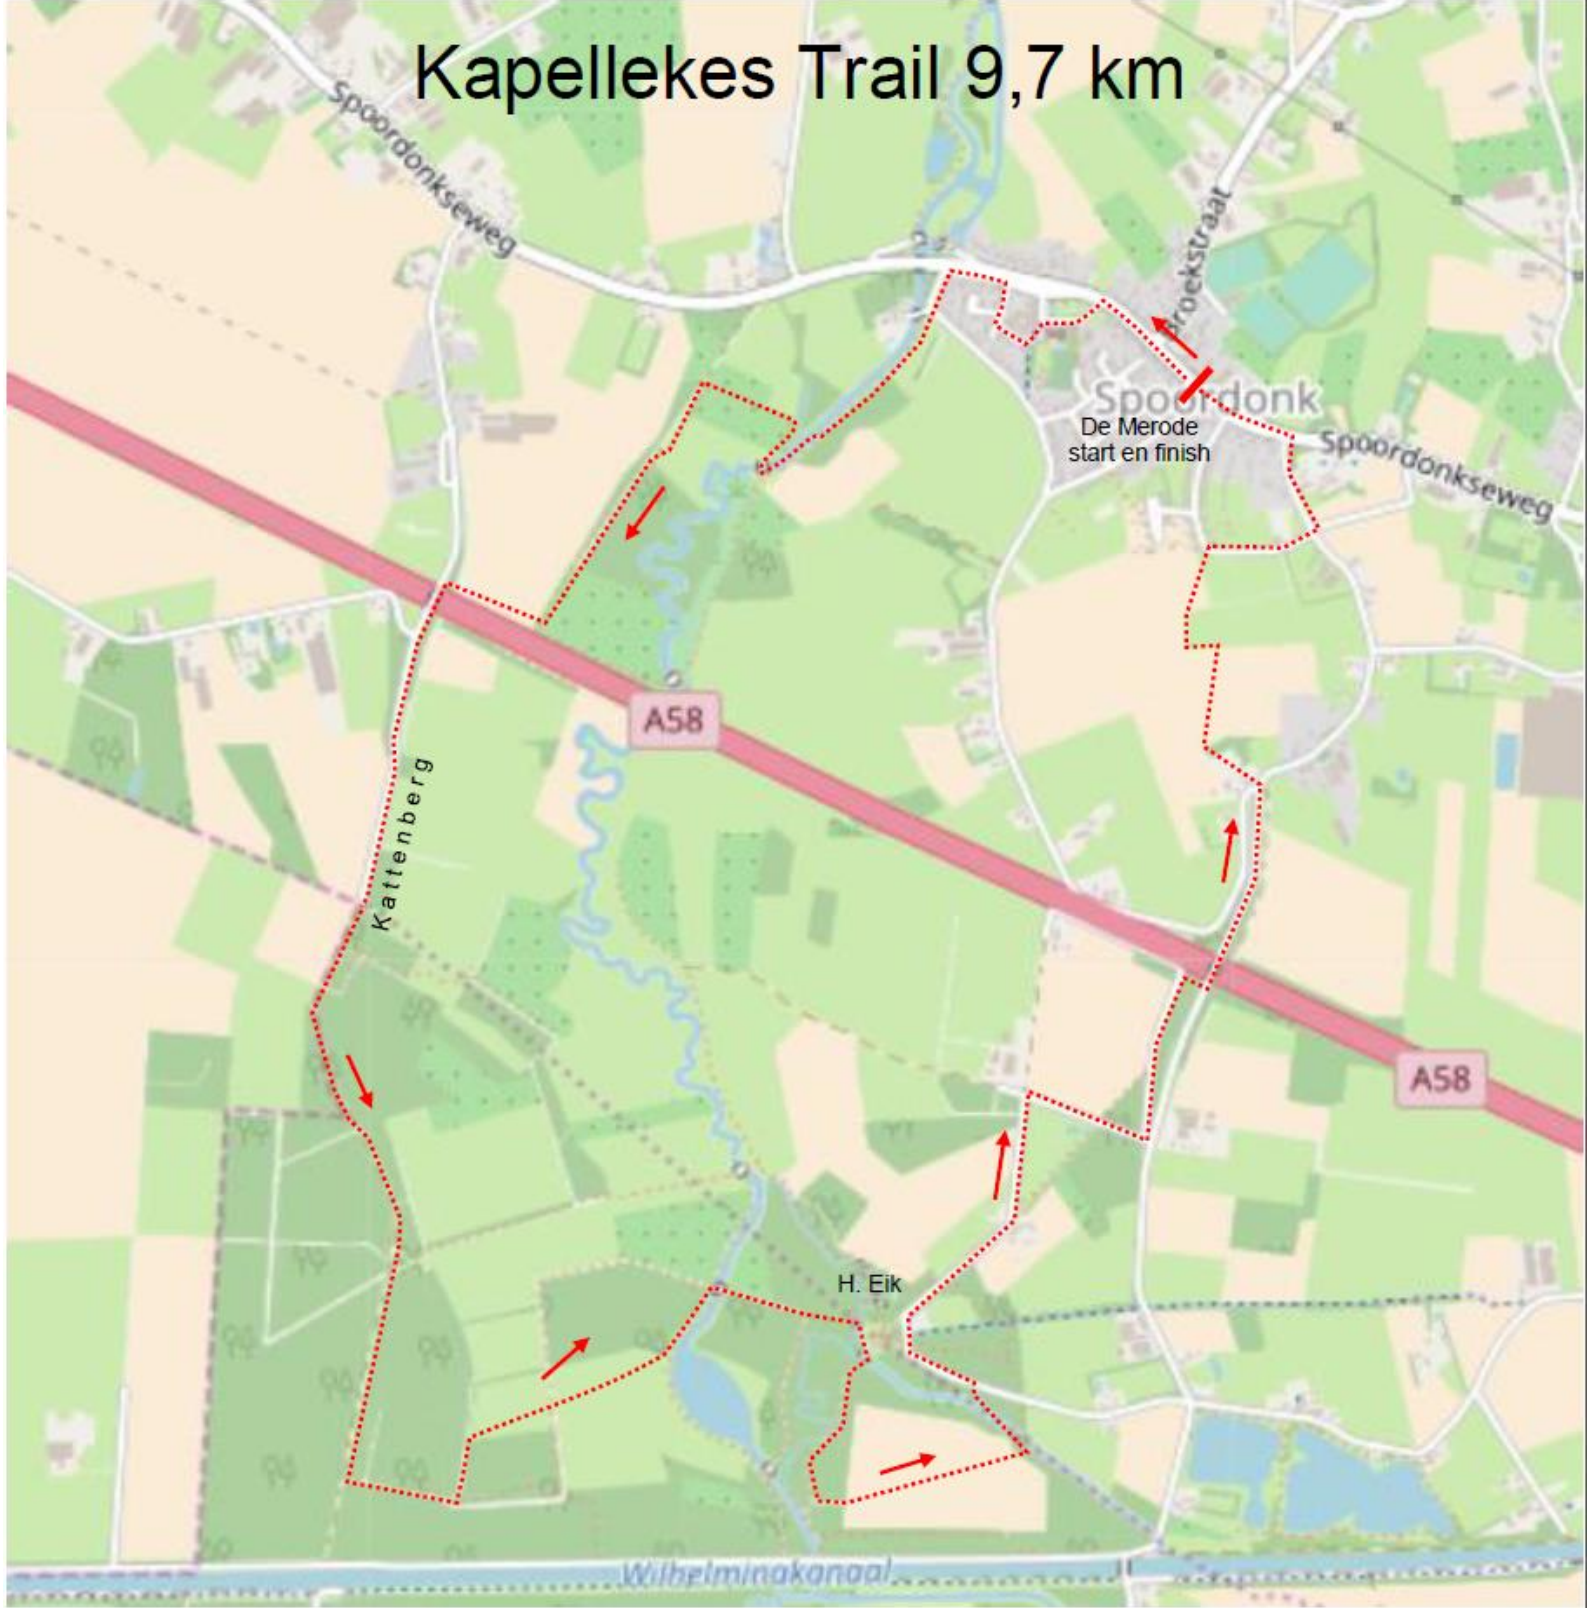 Kapellekes Trail 9,7 km
Spoordonkseweg
Broekstraat
Spoordonk
De Merode
start en finish
Spoordonkseweg
A58
Kattenberg
A58
H. Eik
Wilhelminakanaal